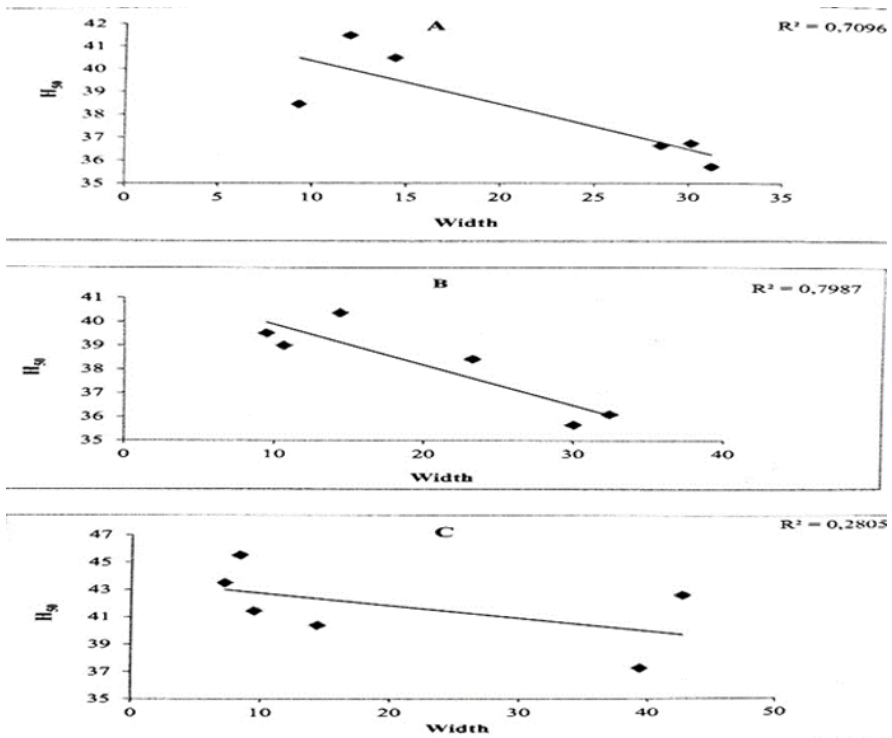 A
R² = 0,7096
42
41
40
39
38
37
36
35
H₅₀
0 5 10 15 20 25 30 35
Width
B
R² = 0,7987
41
40
39
38
37
36
35
H₅₀
0 10 20 30 40
Width
C
R² = 0,2805
47
45
43
41
39
37
35
H₅₀
0 10 20 30 40 50
Width